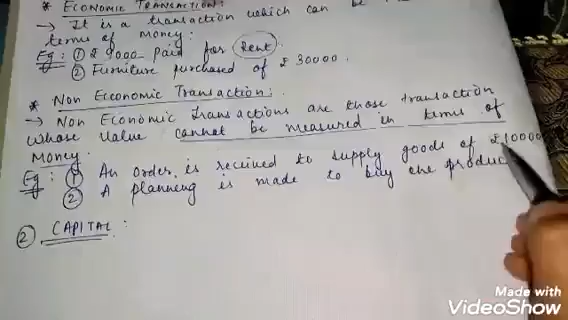 * ECONOMIC TRANSACTION:
→ It is a transaction which can be
terms of money:
Eg: ① ₹ 9000 paid for Rent.
② Furniture purchased of ₹ 30000.
* Non Economic Transaction:
→ Non Economic transactions are those transaction
whose value cannot be measured in terms of
money.
Eg: ① An order is received to supply goods of ₹10000
② A planning is made to buy one produc
② CAPITAL:
Made with
VideoShow